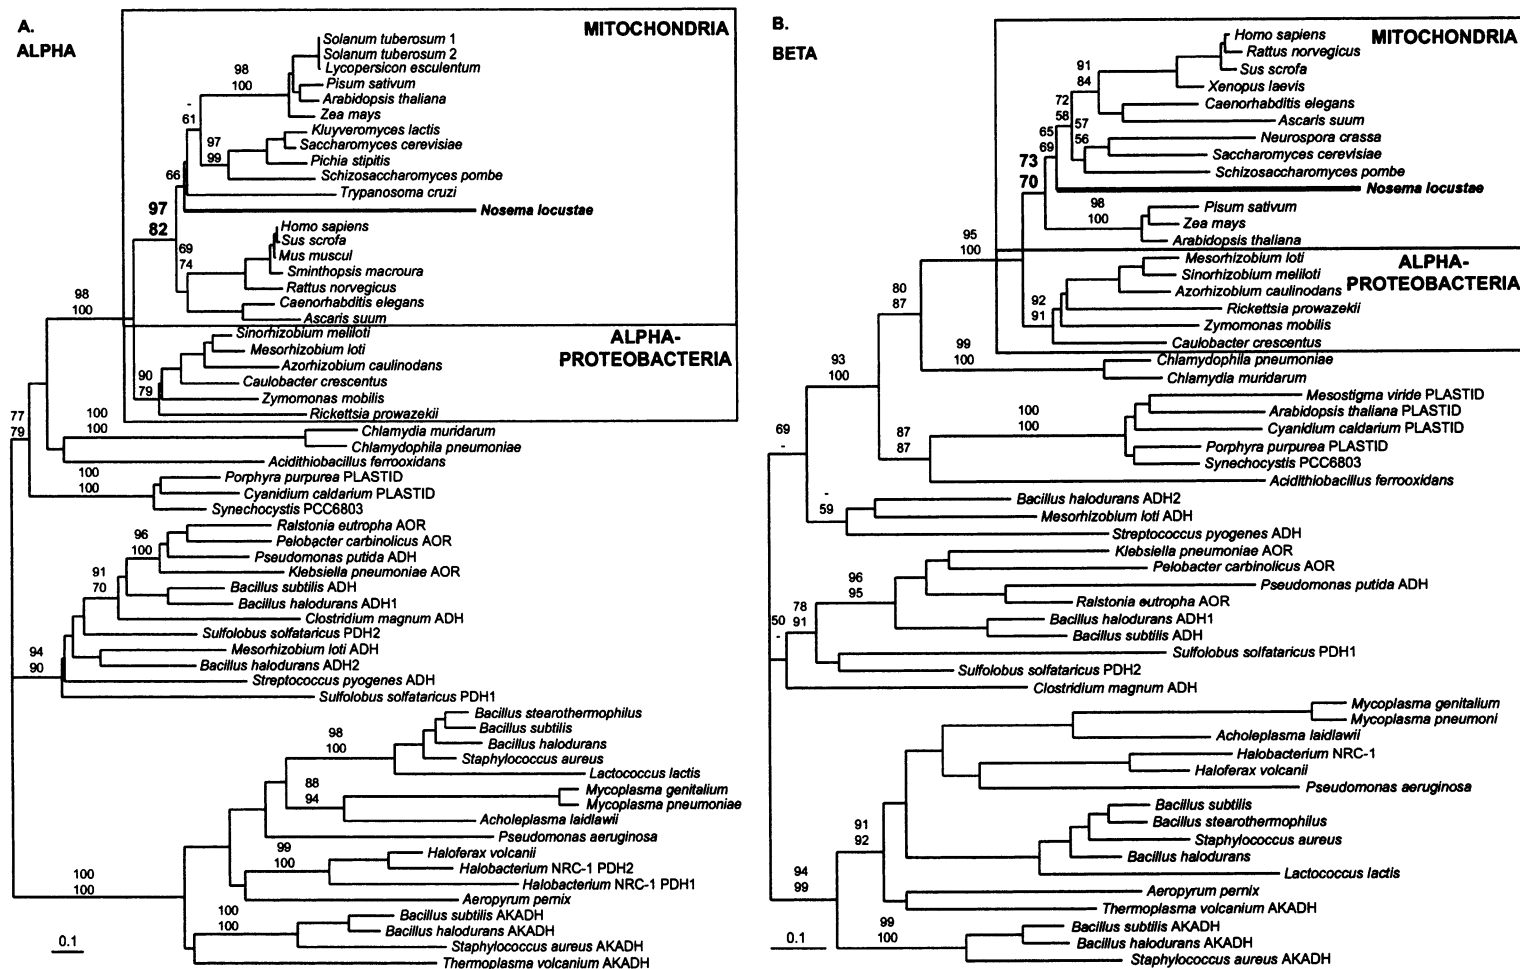 A.
ALPHA
MITOCHONDRIA
Solanum tuberosum 1
Solanum tuberosum 2
Lycopersicon esculentum
98
100
Pisum sativum
Arabidopsis thaliana
Zea mays
-
61
Kluyveromyces lactis
97
99
Saccharomyces cerevisiae
Pichia stipitis
Schizosaccharomyces pombe
66
Trypanosoma cruzi
97
82
Nosema locustae
Homo sapiens
Sus scrofa
69
74
Mus muscul
Sminthopsis macroura
Rattus norvegicus
Caenorhabditis elegans
98
100
Ascaris suum
ALPHA-
PROTEOBACTERIA
Sinorhizobium meliloti
Mesorhizobium loti
Azorhizobium caulinodans
90
79
Caulobacter crescentus
Zymomonas mobilis
Rickettsia prowazekii
77
79
100
100
Chlamydia muridarum
Chlamydophila pneumoniae
Acidithiobacillus ferrooxidans
100
100
Porphyra purpurea PLASTID
Cyanidium caldarium PLASTID
Synechocystis PCC6803
Ralstonia eutropha AOR
96
100
Pelobacter carbinolicus AOR
Pseudomonas putida ADH
Klebsiella pneumoniae AOR
91
70
Bacillus subtilis ADH
Bacillus halodurans ADH1
Clostridium magnum ADH
Sulfolobus solfataricus PDH2
94
90
Mesorhizobium loti ADH
Bacillus halodurans ADH2
Streptococcus pyogenes ADH
Sulfolobus solfataricus PDH1
Bacillus stearothermophilus
Bacillus subtilis
98
100
Bacillus halodurans
Staphylococcus aureus
Lactococcus lactis
88
94
Mycoplasma genitalium
Mycoplasma pneumoniae
Acholeplasma laidlawii
Pseudomonas aeruginosa
99
100
Haloferax volcanii
Halobacterium NRC-1 PDH2
Halobacterium NRC-1 PDH1
100
100
Aeropyrum pernix
100
100
Bacillus subtilis AKADH
Bacillus halodurans AKADH
Staphylococcus aureus AKADH
Thermoplasma volcanium AKADH
0.1
B.
BETA
MITOCHONDRIA
Homo sapiens
Rattus norvegicus
91
84
Sus scrofa
Xenopus laevis
72
58
Caenorhabditis elegans
Ascaris suum
57
56
65
69
Neurospora crassa
Saccharomyces cerevisiae
Schizosaccharomyces pombe
73
70
Nosema locustae
98
100
Pisum sativum
Zea mays
Arabidopsis thaliana
95
100
ALPHA-
PROTEOBACTERIA
Mesorhizobium loti
Sinorhizobium meliloti
Azorhizobium caulinodans
92
91
Rickettsia prowazekii
Zymomonas mobilis
Caulobacter crescentus
80
87
99
100
Chlamydophila pneumoniae
Chlamydia muridarum
93
100
Mesostigma viride PLASTID
100
100
Arabidopsis thaliana PLASTID
Cyanidium caldarium PLASTID
87
87
Porphyra purpurea PLASTID
Synechocystis PCC6803
Acidithiobacillus ferrooxidans
69
-
-
59
Bacillus halodurans ADH2
Mesorhizobium loti ADH
Streptococcus pyogenes ADH
Klebsiella pneumoniae AOR
Pelobacter carbinolicus AOR
96
95
Pseudomonas putida ADH
Ralstonia eutropha AOR
78
91
Bacillus halodurans ADH1
Bacillus subtilis ADH
50
-
Sulfolobus solfataricus PDH1
Sulfolobus solfataricus PDH2
Clostridium magnum ADH
Mycoplasma genitalium
Mycoplasma pneumoni
Acholeplasma laidlawii
Halobacterium NRC-1
Haloferax volcanii
Pseudomonas aeruginosa
Bacillus subtilis
Bacillus stearothermophilus
91
92
Staphylococcus aureus
Bacillus halodurans
Lactococcus lactis
94
99
Aeropyrum pernix
Thermoplasma volcanium AKADH
99
100
Bacillus subtilis AKADH
Bacillus halodurans AKADH
Staphylococcus aureus AKADH
0.1